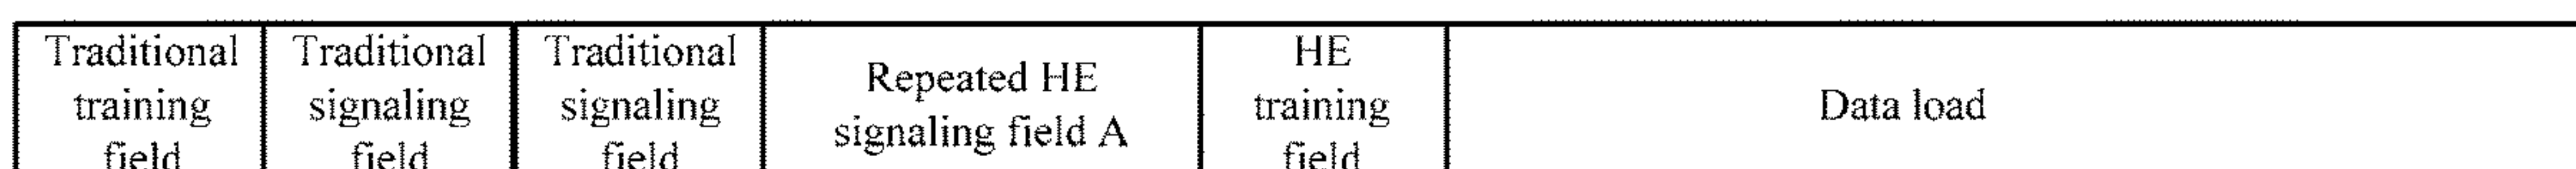 Traditional
training
field
Traditional
signaling
field
Traditional
signaling
field
Repeated HE
signaling field A
HE
training
field
Data load